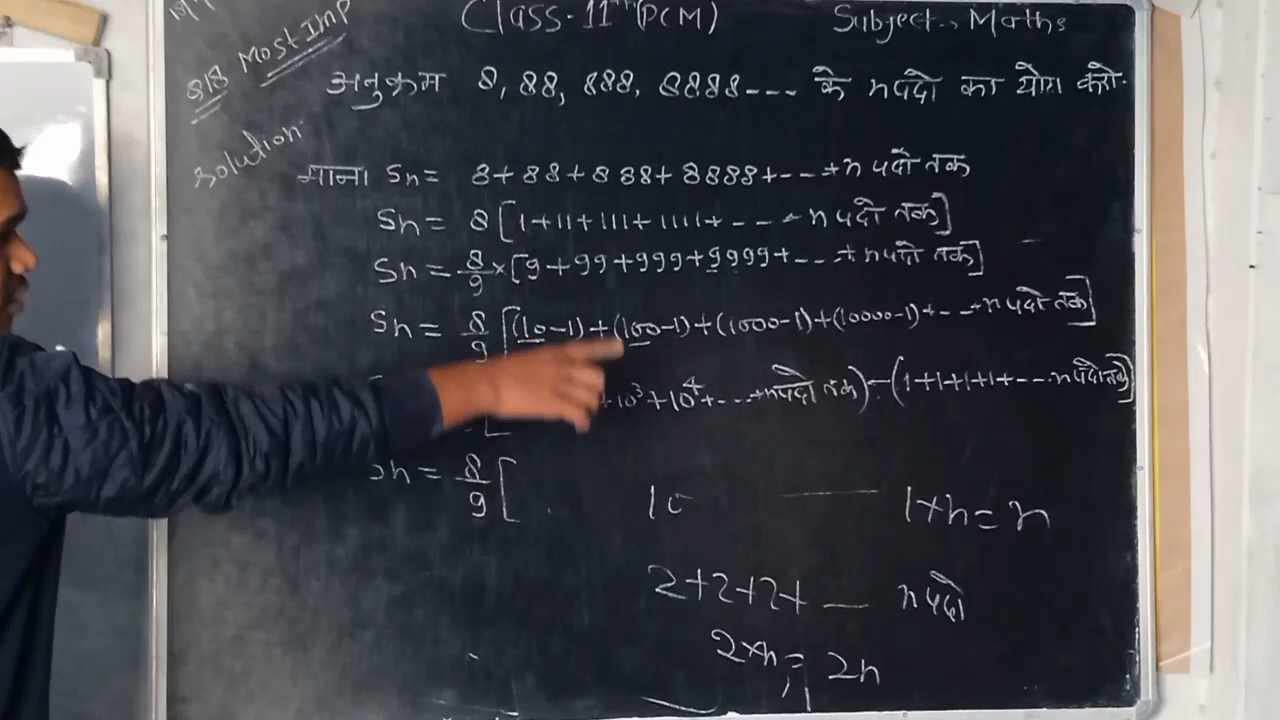 Class-11th (PCM) Subject., Maths
Most Imp
अनुक्रम 8, 88, 888, 8888--- के n पदो का योग करो.
solution.
माना Sn = 8+88+888+8888+---+n पदो तक
Sn = 8[1+11+111+1111+--- - n पदो तक]
Sn = 8/9 × [9+99+999+9999+---+ n पदो तक]
Sn = 8/9 [(10-1)+(100-1)+(1000-1)+(10000-1)+---+n पदो तक]
+10³+10⁴+---+n पदो तक)-(1+1+1+1+---- n पदो तक)]
Sn = 8/9 [
1×n = n
2+2+2+ — n पदो
2×n = 2n